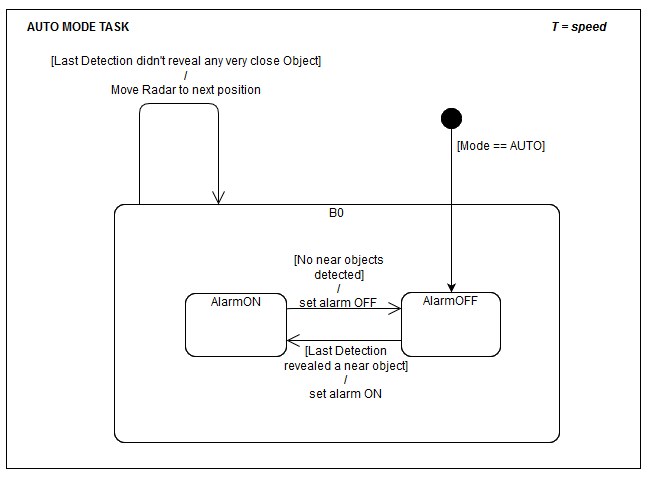 AUTO MODE TASK
T = speed
[Last Detection didn't reveal any very close Object]
/
Move Radar to next position
[Mode == AUTO]
B0
[No near objects
detected]
/
set alarm OFF
AlarmON
AlarmOFF
[Last Detection
revealed a near object]
/
set alarm ON